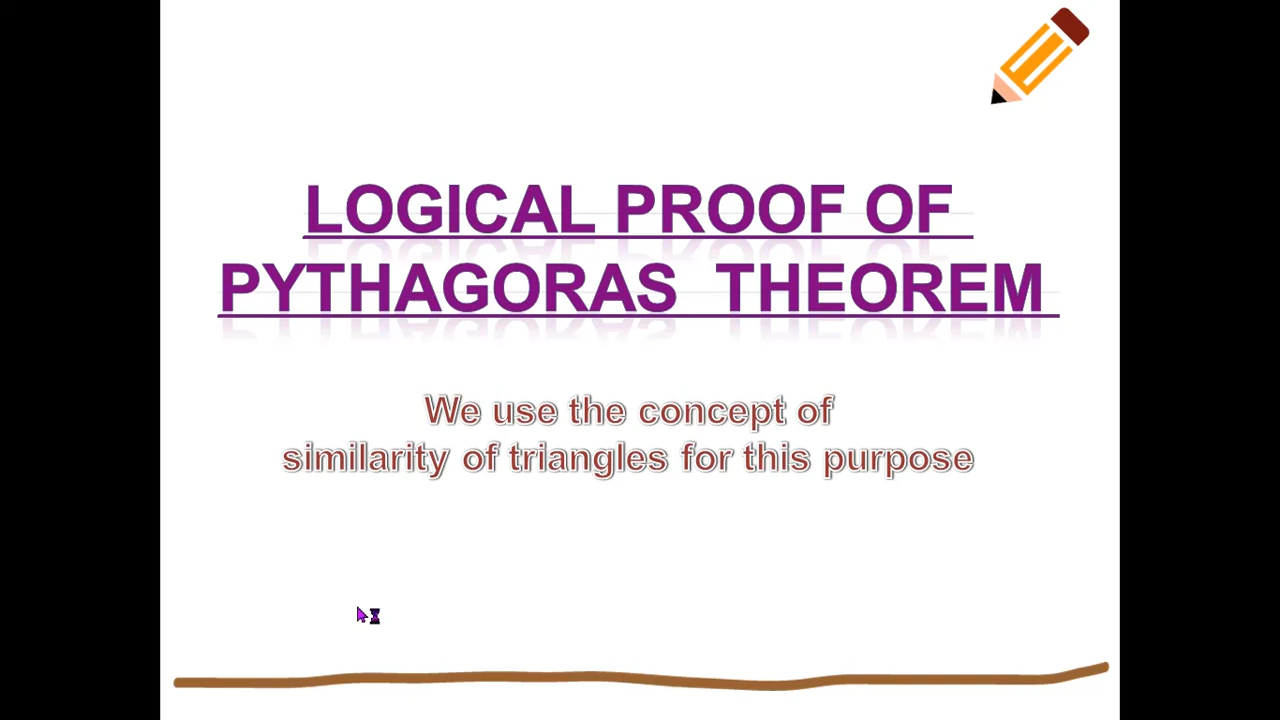 LOGICAL PROOF OF
PYTHAGORAS THEOREM
We use the concept of
similarity of triangles for this purpose